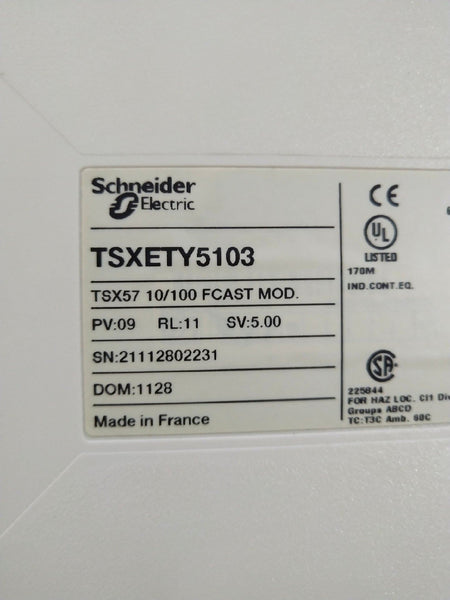 Schneider
Electric
TSXETY5103
TSX57 10/100 FCAST MOD.
PV:09 RL:11 SV:5.00
SN:21112802231
DOM:1128
Made in France
CE
UL
LISTED
170M
IND.CONT.EQ.
SA
225844
FOR HAZ LOC. Cl1 Div
Groups ABCD
TC:T3C Amb. 60C